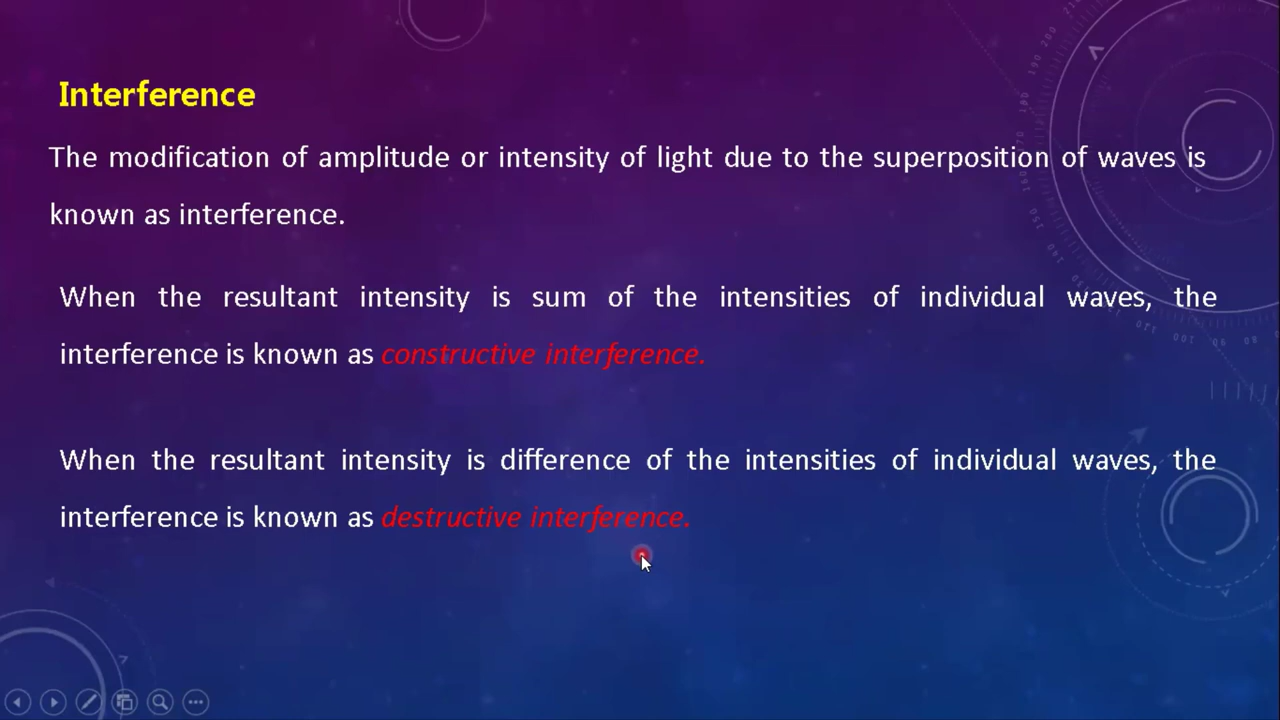 Interference
The modification of amplitude or intensity of light due to the superposition of waves is
known as interference.
When the resultant intensity is sum of the intensities of individual waves, the
interference is known as constructive interference.
When the resultant intensity is difference of the intensities of individual waves, the
interference is known as destructive interference.